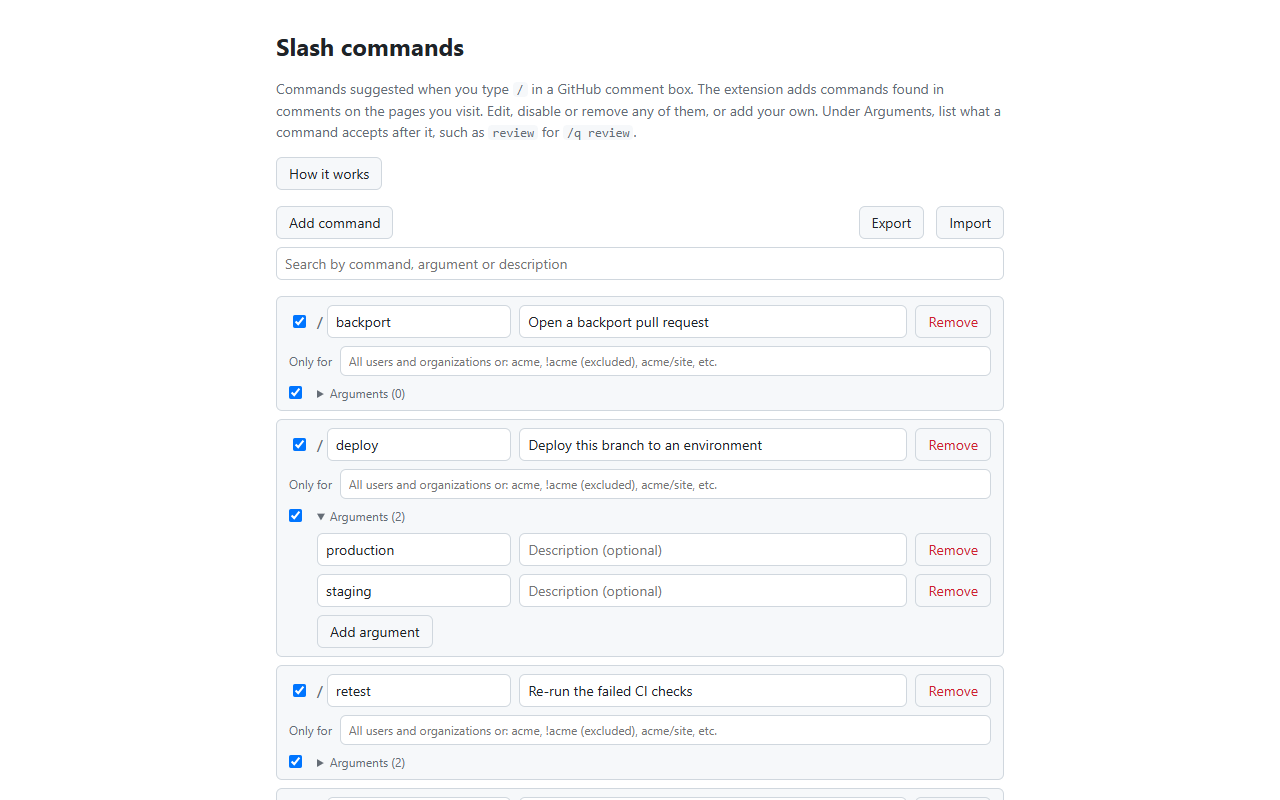 Slash commands
Commands suggested when you type / in a GitHub comment box. The extension adds commands found in
comments on the pages you visit. Edit, disable or remove any of them, or add your own. Under Arguments, list what a
command accepts after it, such as review for /q review.
How it works
Add command Export Import
Search by command, argument or description
/ backport Open a backport pull request Remove
Only for All users and organizations or: acme, !acme (excluded), acme/site, etc.
Arguments (0)
/ deploy Deploy this branch to an environment Remove
Only for All users and organizations or: acme, !acme (excluded), acme/site, etc.
Arguments (2)
production Description (optional) Remove
staging Description (optional) Remove
Add argument
/ retest Re-run the failed CI checks Remove
Only for All users and organizations or: acme, !acme (excluded), acme/site, etc.
Arguments (2)